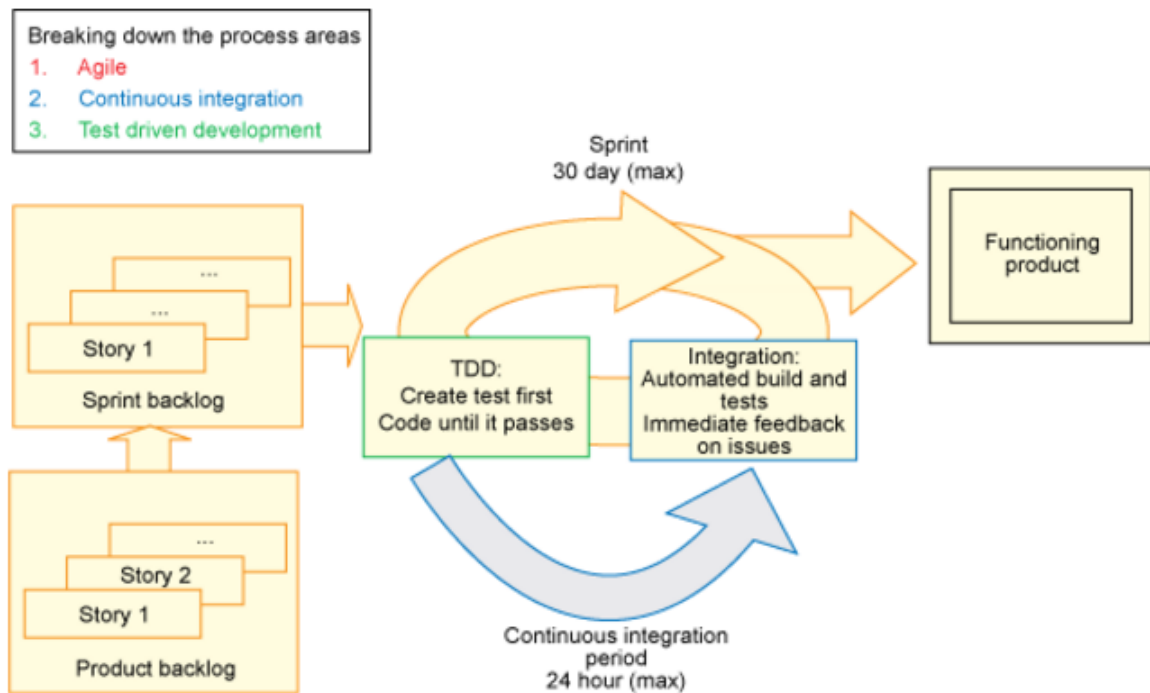 Breaking down the process areas
1. Agile
2. Continuous integration
3. Test driven development
Sprint
30 day (max)
Functioning
product
...
...
Story 1
Sprint backlog
TDD:
Create test first
Code until it passes
Integration:
Automated build and
tests
Immediate feedback
on issues
...
Story 2
Story 1
Product backlog
Continuous integration
period
24 hour (max)